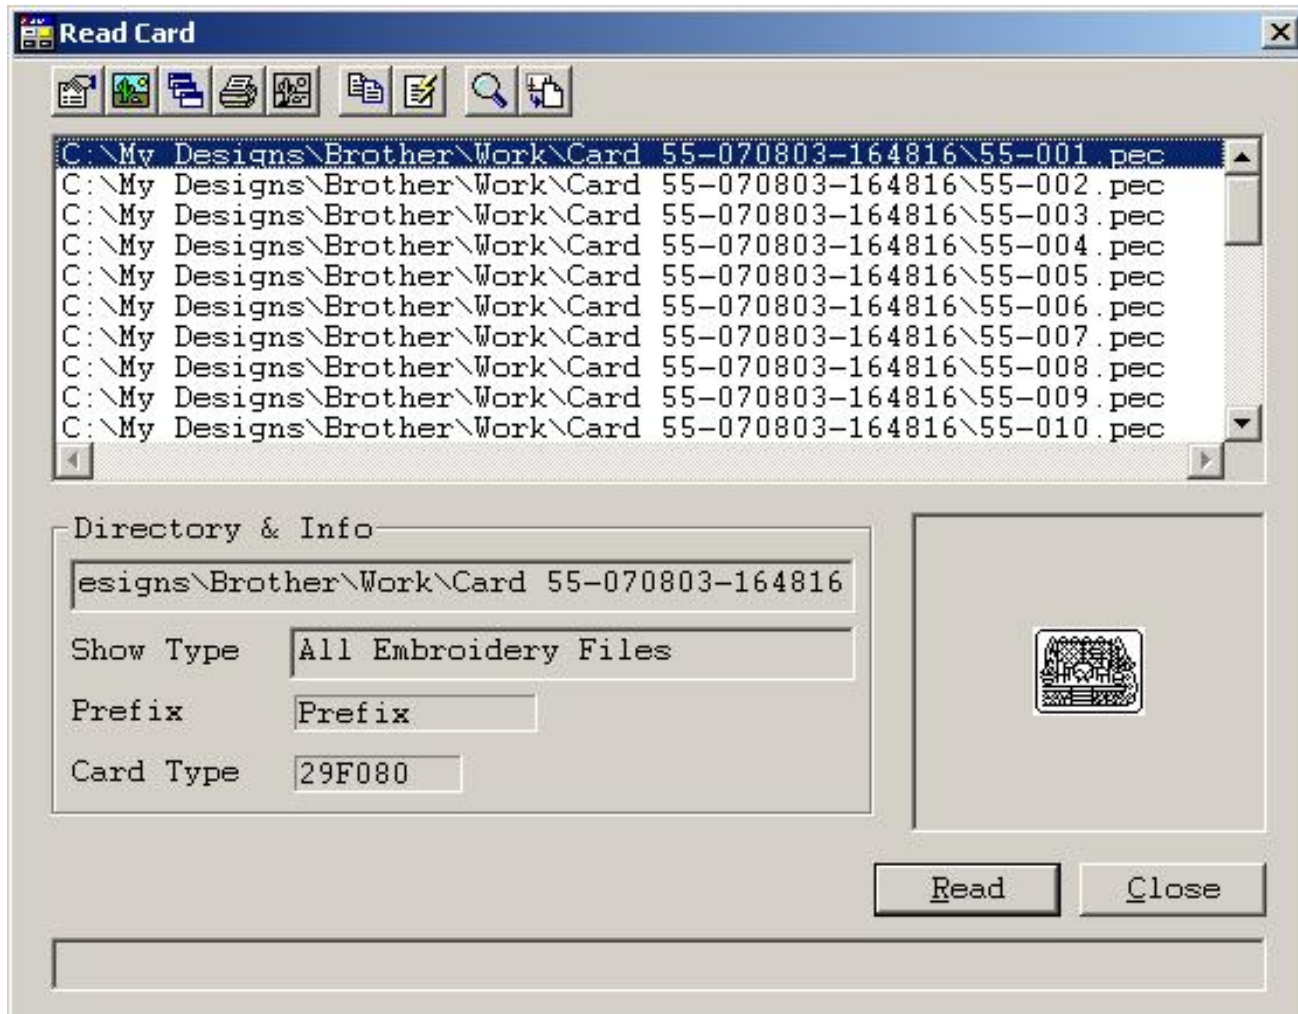 Read Card
C:\My Designs\Brother\Work\Card 55-070803-164816\55-001.pec
C:\My Designs\Brother\Work\Card 55-070803-164816\55-002.pec
C:\My Designs\Brother\Work\Card 55-070803-164816\55-003.pec
C:\My Designs\Brother\Work\Card 55-070803-164816\55-004.pec
C:\My Designs\Brother\Work\Card 55-070803-164816\55-005.pec
C:\My Designs\Brother\Work\Card 55-070803-164816\55-006.pec
C:\My Designs\Brother\Work\Card 55-070803-164816\55-007.pec
C:\My Designs\Brother\Work\Card 55-070803-164816\55-008.pec
C:\My Designs\Brother\Work\Card 55-070803-164816\55-009.pec
C:\My Designs\Brother\Work\Card 55-070803-164816\55-010.pec
Directory & Info
esigns\Brother\Work\Card 55-070803-164816
Show Type All Embroidery Files
Prefix Prefix
Card Type 29F080
Read Close